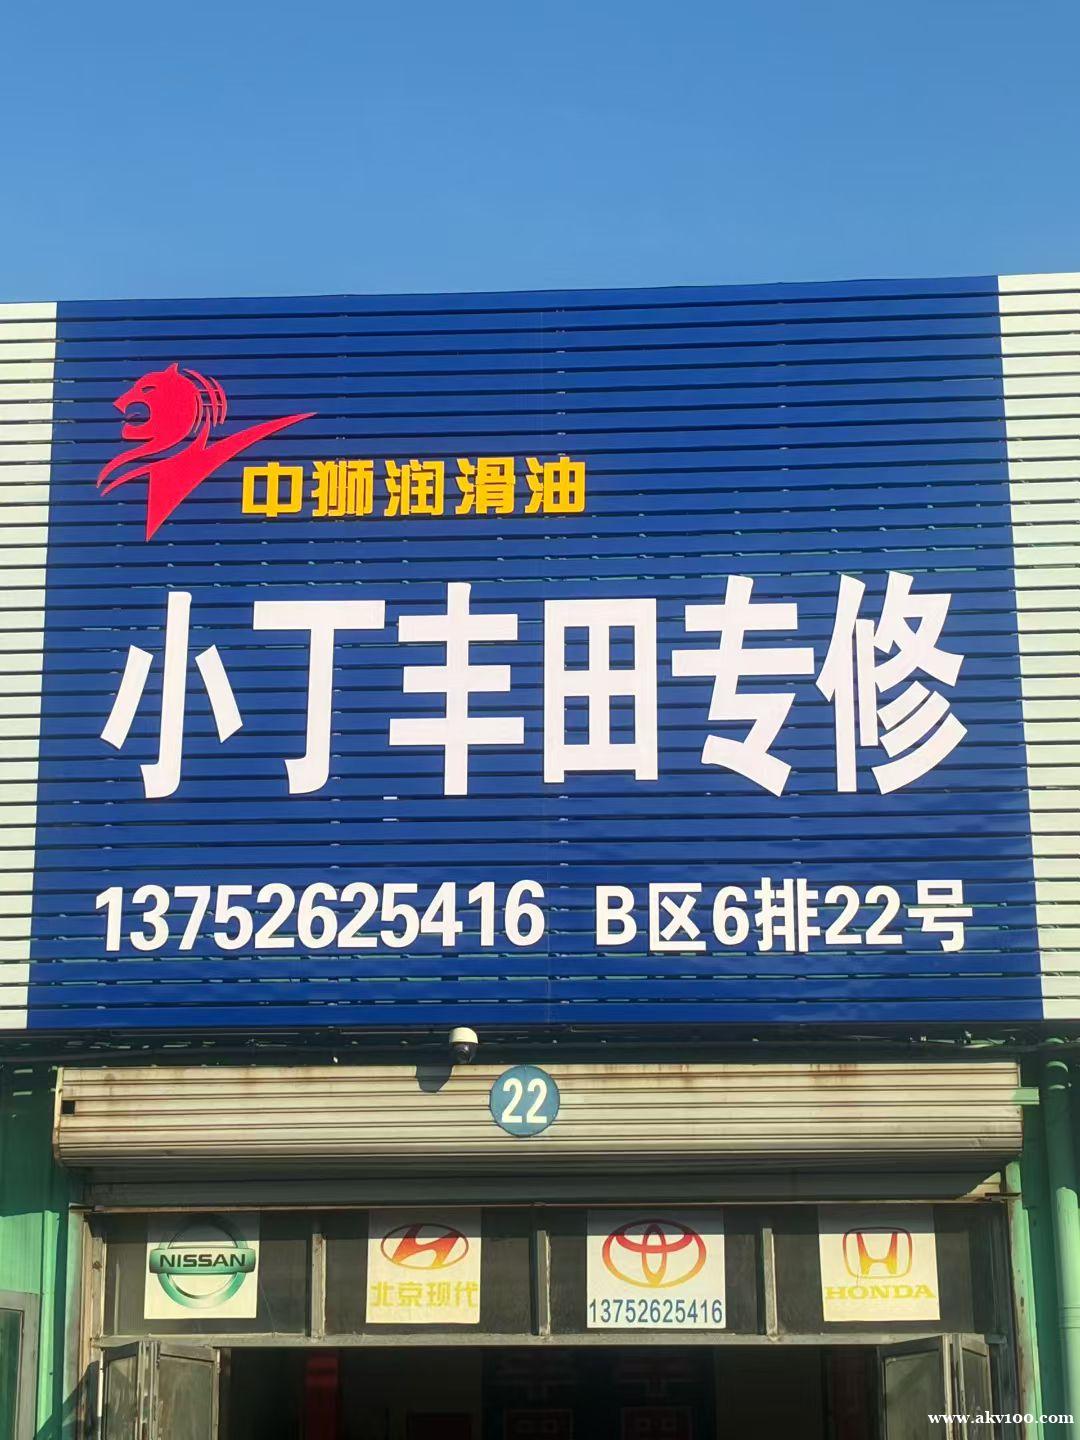 中狮润滑油
小丁丰田专修
13752625416 B区6排22号
22
NISSAN
北京现代
13752625416
HONDA
www.akv100.com